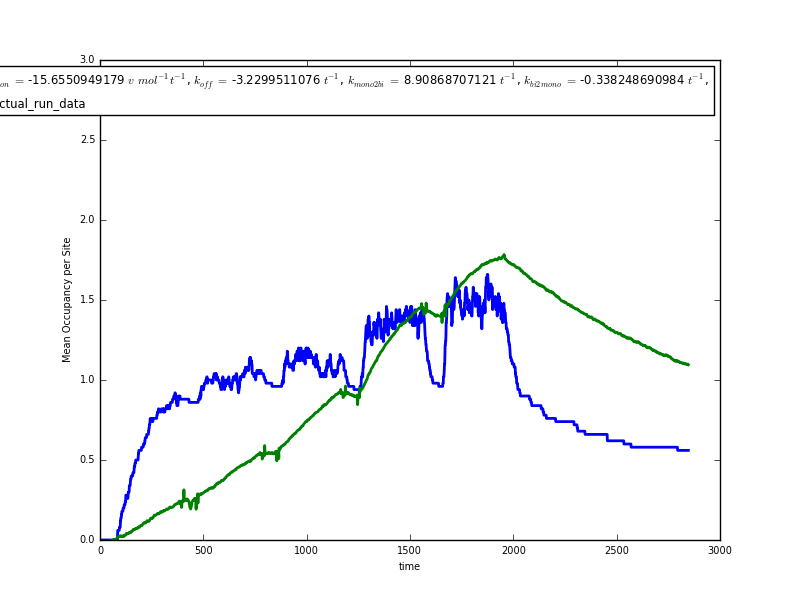 3.0
on = -15.6550949179 v mol⁻¹t⁻¹, k_off = -3.2299511076 t⁻¹, k_mono2bi = 8.90868707121 t⁻¹, k_bi2mono = -0.338248690984 t⁻¹,
ctual_run_data
2.5
2.0
1.5
1.0
0.5
0.0
Mean Occupancy per Site
0 500 1000 1500 2000 2500 3000
time